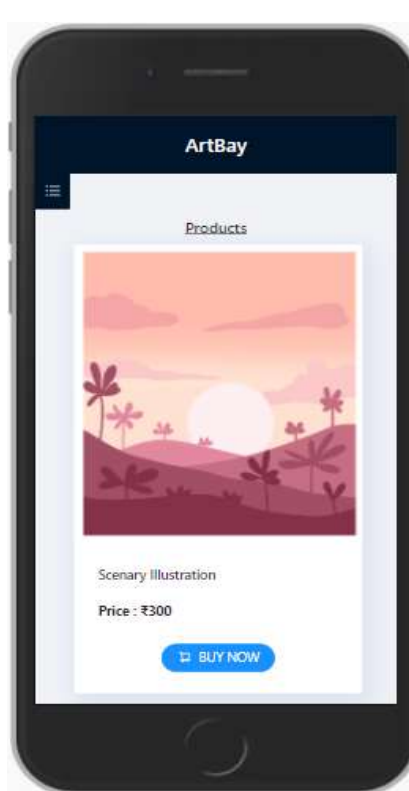 ArtBay
Products
Scenary Illustration
Price : ₹300
BUY NOW